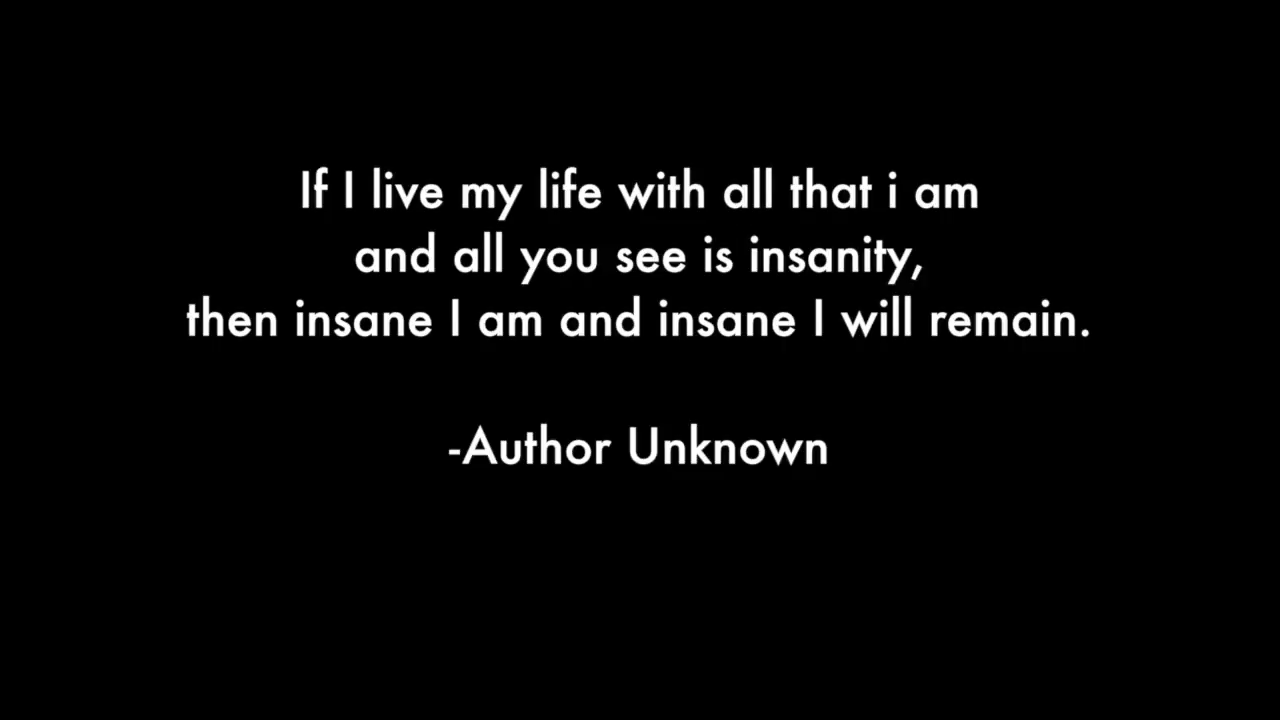 If I live my life with all that i am
and all you see is insanity,
then insane I am and insane I will remain.
-Author Unknown